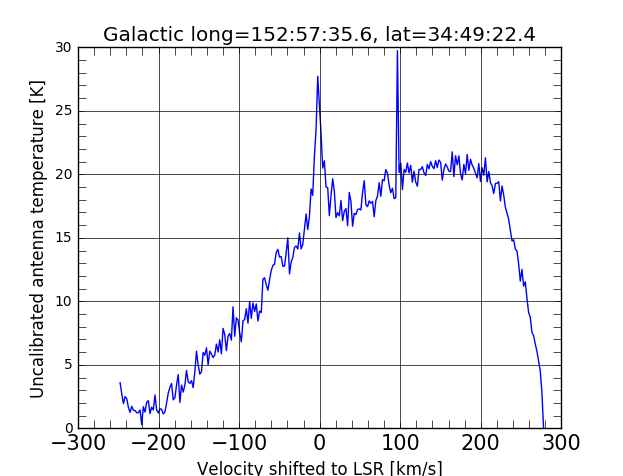 Galactic long=152:57:35.6, lat=34:49:22.4
Uncalibrated antenna temperature [K]
30
25
20
15
10
5
0
−300 −200 −100 0 100 200 300
Velocity shifted to LSR [km/s]